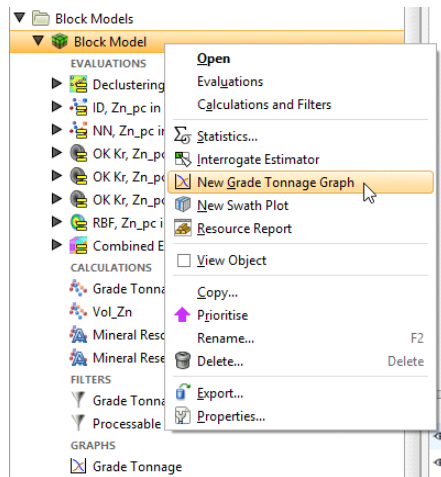 Block Models
Block Model
EVALUATIONS
Declustering
ID, Zn_pc in
NN, Zn_pc in
OK Kr, Zn_pc
OK Kr, Zn_pc
OK Kr, Zn_pc
RBF, Zn_pc i
Combined E
CALCULATIONS
Grade Tonna
Vol_Zn
Mineral Reso
Mineral Rese
FILTERS
Grade Tonna
Processable
GRAPHS
Grade Tonnage
Open
Evaluations
Calculations and Filters
Statistics...
Interrogate Estimator
New Grade Tonnage Graph
New Swath Plot
Resource Report
View Object
Copy...
Prioritise
Rename... F2
Delete... Delete
Export...
Properties...